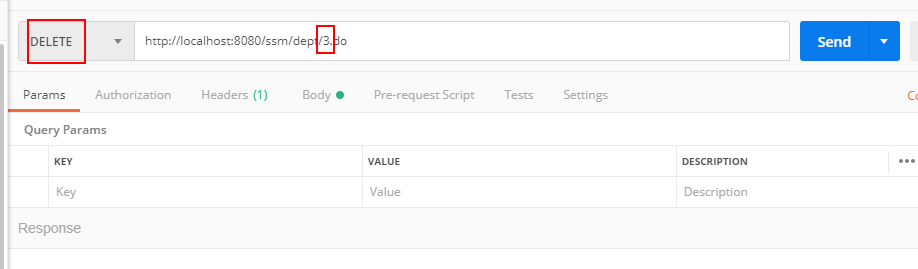 DELETE http://localhost:8080/ssm/dept/3.do Send
Params Authorization Headers (1) Body Pre-request Script Tests Settings
Query Params
KEY VALUE DESCRIPTION
Key Value Description
Response